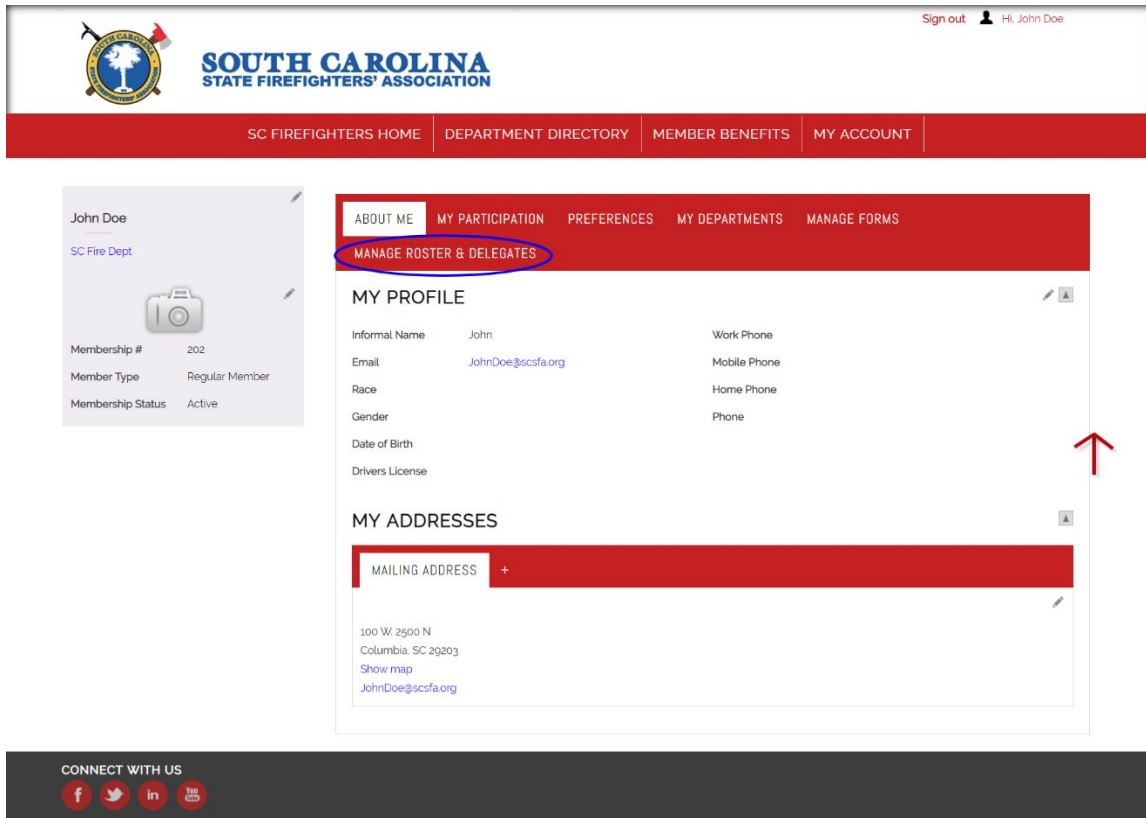 Sign out Hi, John Doe
SOUTH CAROLINA
STATE FIREFIGHTERS' ASSOCIATION
SC FIREFIGHTERS HOME DEPARTMENT DIRECTORY MEMBER BENEFITS MY ACCOUNT
John Doe
SC Fire Dept
Membership # 202
Member Type Regular Member
Membership Status Active
ABOUT ME MY PARTICIPATION PREFERENCES MY DEPARTMENTS MANAGE FORMS
MANAGE ROSTER & DELEGATES
MY PROFILE
Informal Name John Work Phone
Email JohnDoe@scsfa.org Mobile Phone
Race Home Phone
Gender Phone
Date of Birth
Drivers License
MY ADDRESSES
MAILING ADDRESS +
100 W. 2500 N
Columbia, SC 29203
Show map
JohnDoe@scsfa.org
CONNECT WITH US
f in You Tube